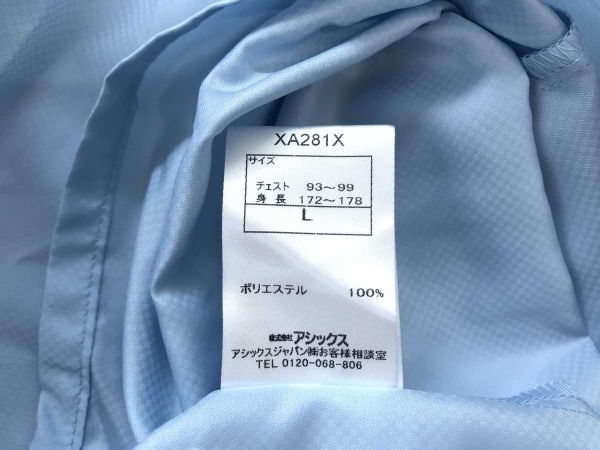 XA281X
サイズ
チェスト 93～99
身長 172～178
L
ポリエステル 100%
株式会社アシックス
アシックスジャパン㈱お客様相談室
TEL 0120-068-806